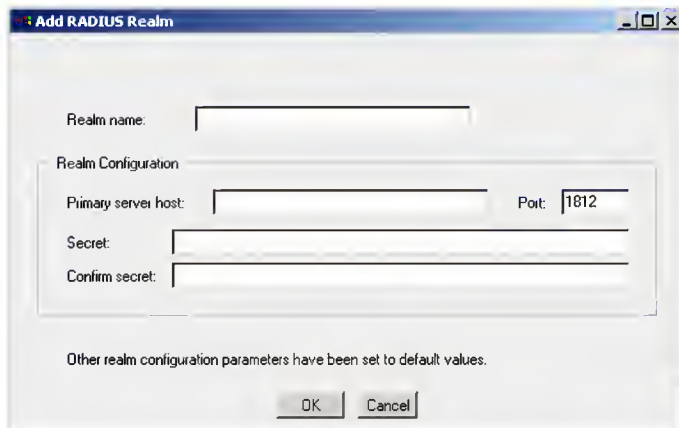 Add RADIUS Realm
Realm name:
Realm Configuration
Primary server host: Port: 1812
Secret:
Confirm secret:
Other realm configuration parameters have been set to default values.
OK Cancel